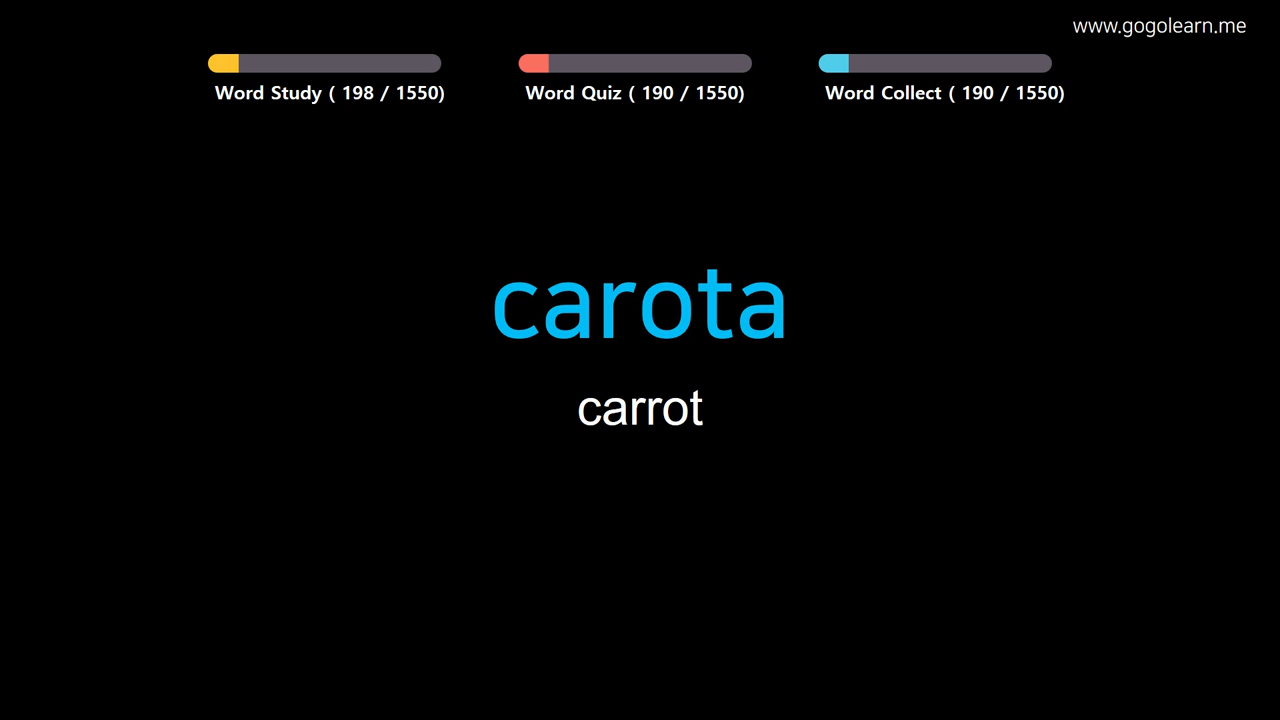 www.gogolearn.me
Word Study ( 198 / 1550)
Word Quiz ( 190 / 1550)
Word Collect ( 190 / 1550)
carota
carrot